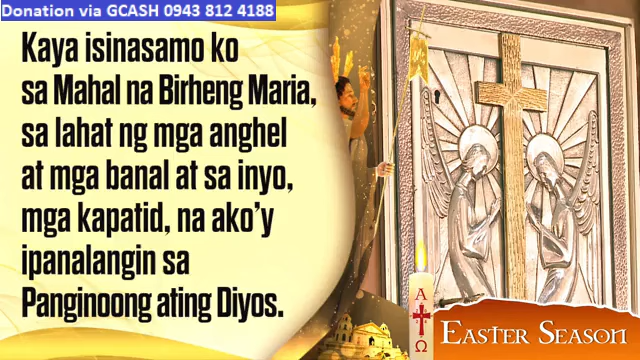 Donation via GCASH 0943 812 4188
Kaya isinasamo ko
sa Mahal na Birheng Maria,
sa lahat ng mga anghel
at mga banal at sa inyo,
mga kapatid, na ako’y
ipanalangin sa
Panginoong ating Diyos.
Α
Ω
EASTER SEASON